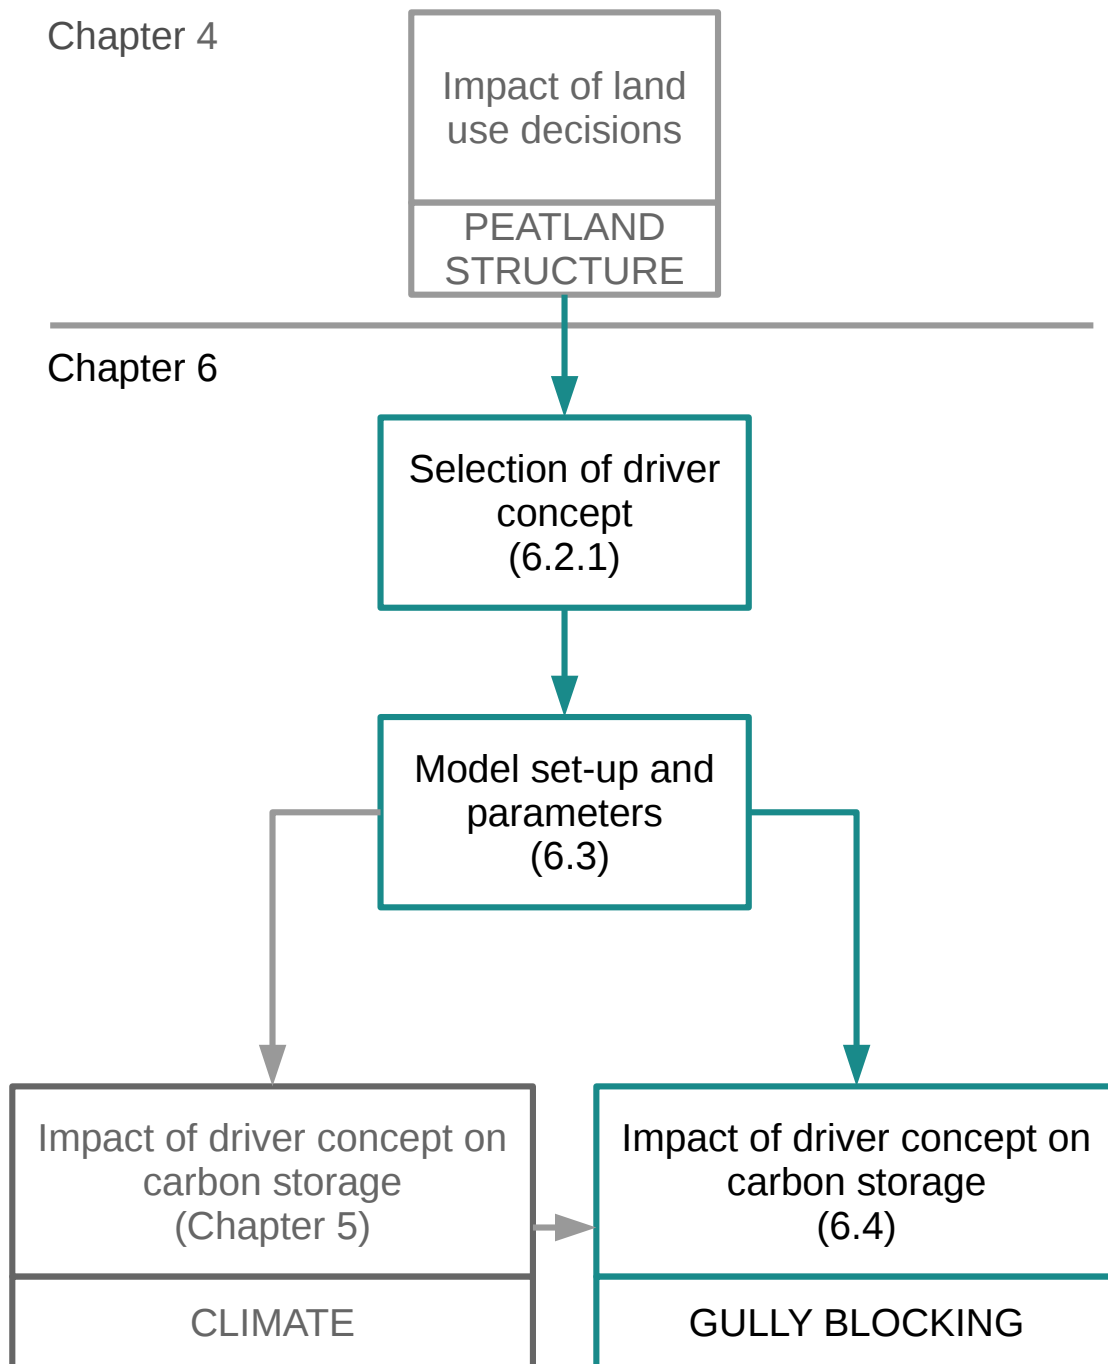 Chapter 4
Impact of land
use decisions
PEATLAND
STRUCTURE
Chapter 6
Selection of driver
concept
(6.2.1)
Model set-up and
parameters
(6.3)
Impact of driver concept on
carbon storage
(Chapter 5)
CLIMATE
Impact of driver concept on
carbon storage
(6.4)
GULLY BLOCKING